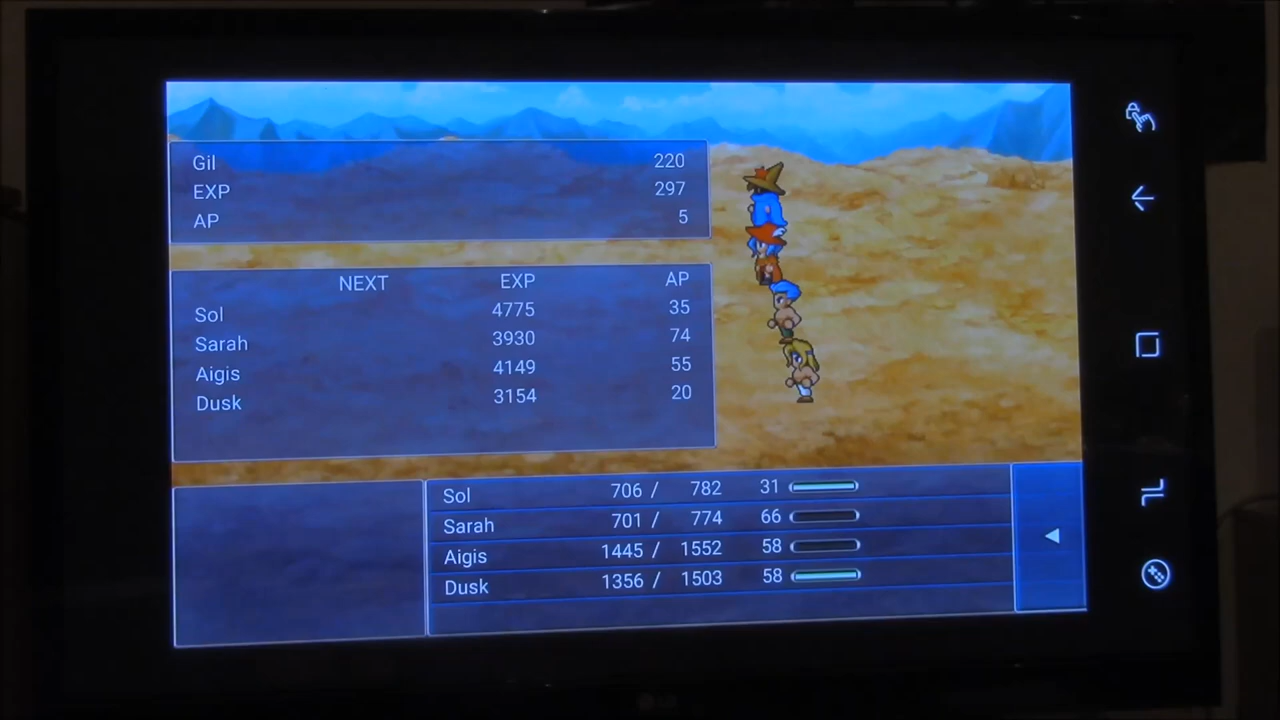 Gil 220
EXP 297
AP 5
NEXT EXP AP
Sol 4775 35
Sarah 3930 74
Aigis 4149 55
Dusk 3154 20
Sol 706 / 782 31
Sarah 701 / 774 66
Aigis 1445 / 1552 58
Dusk 1356 / 1503 58
LG